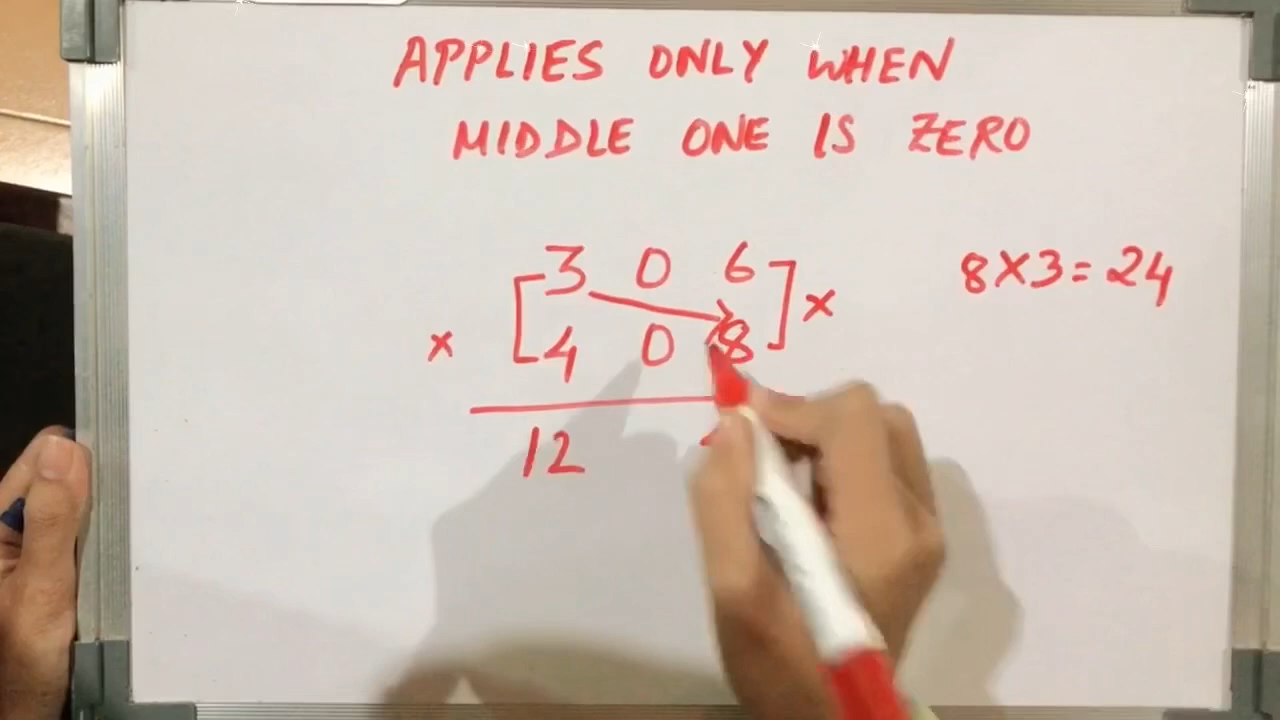 APPLIES ONLY WHEN
MIDDLE ONE IS ZERO
3 0 6
× 4 0 8 ×
12
8×3=24